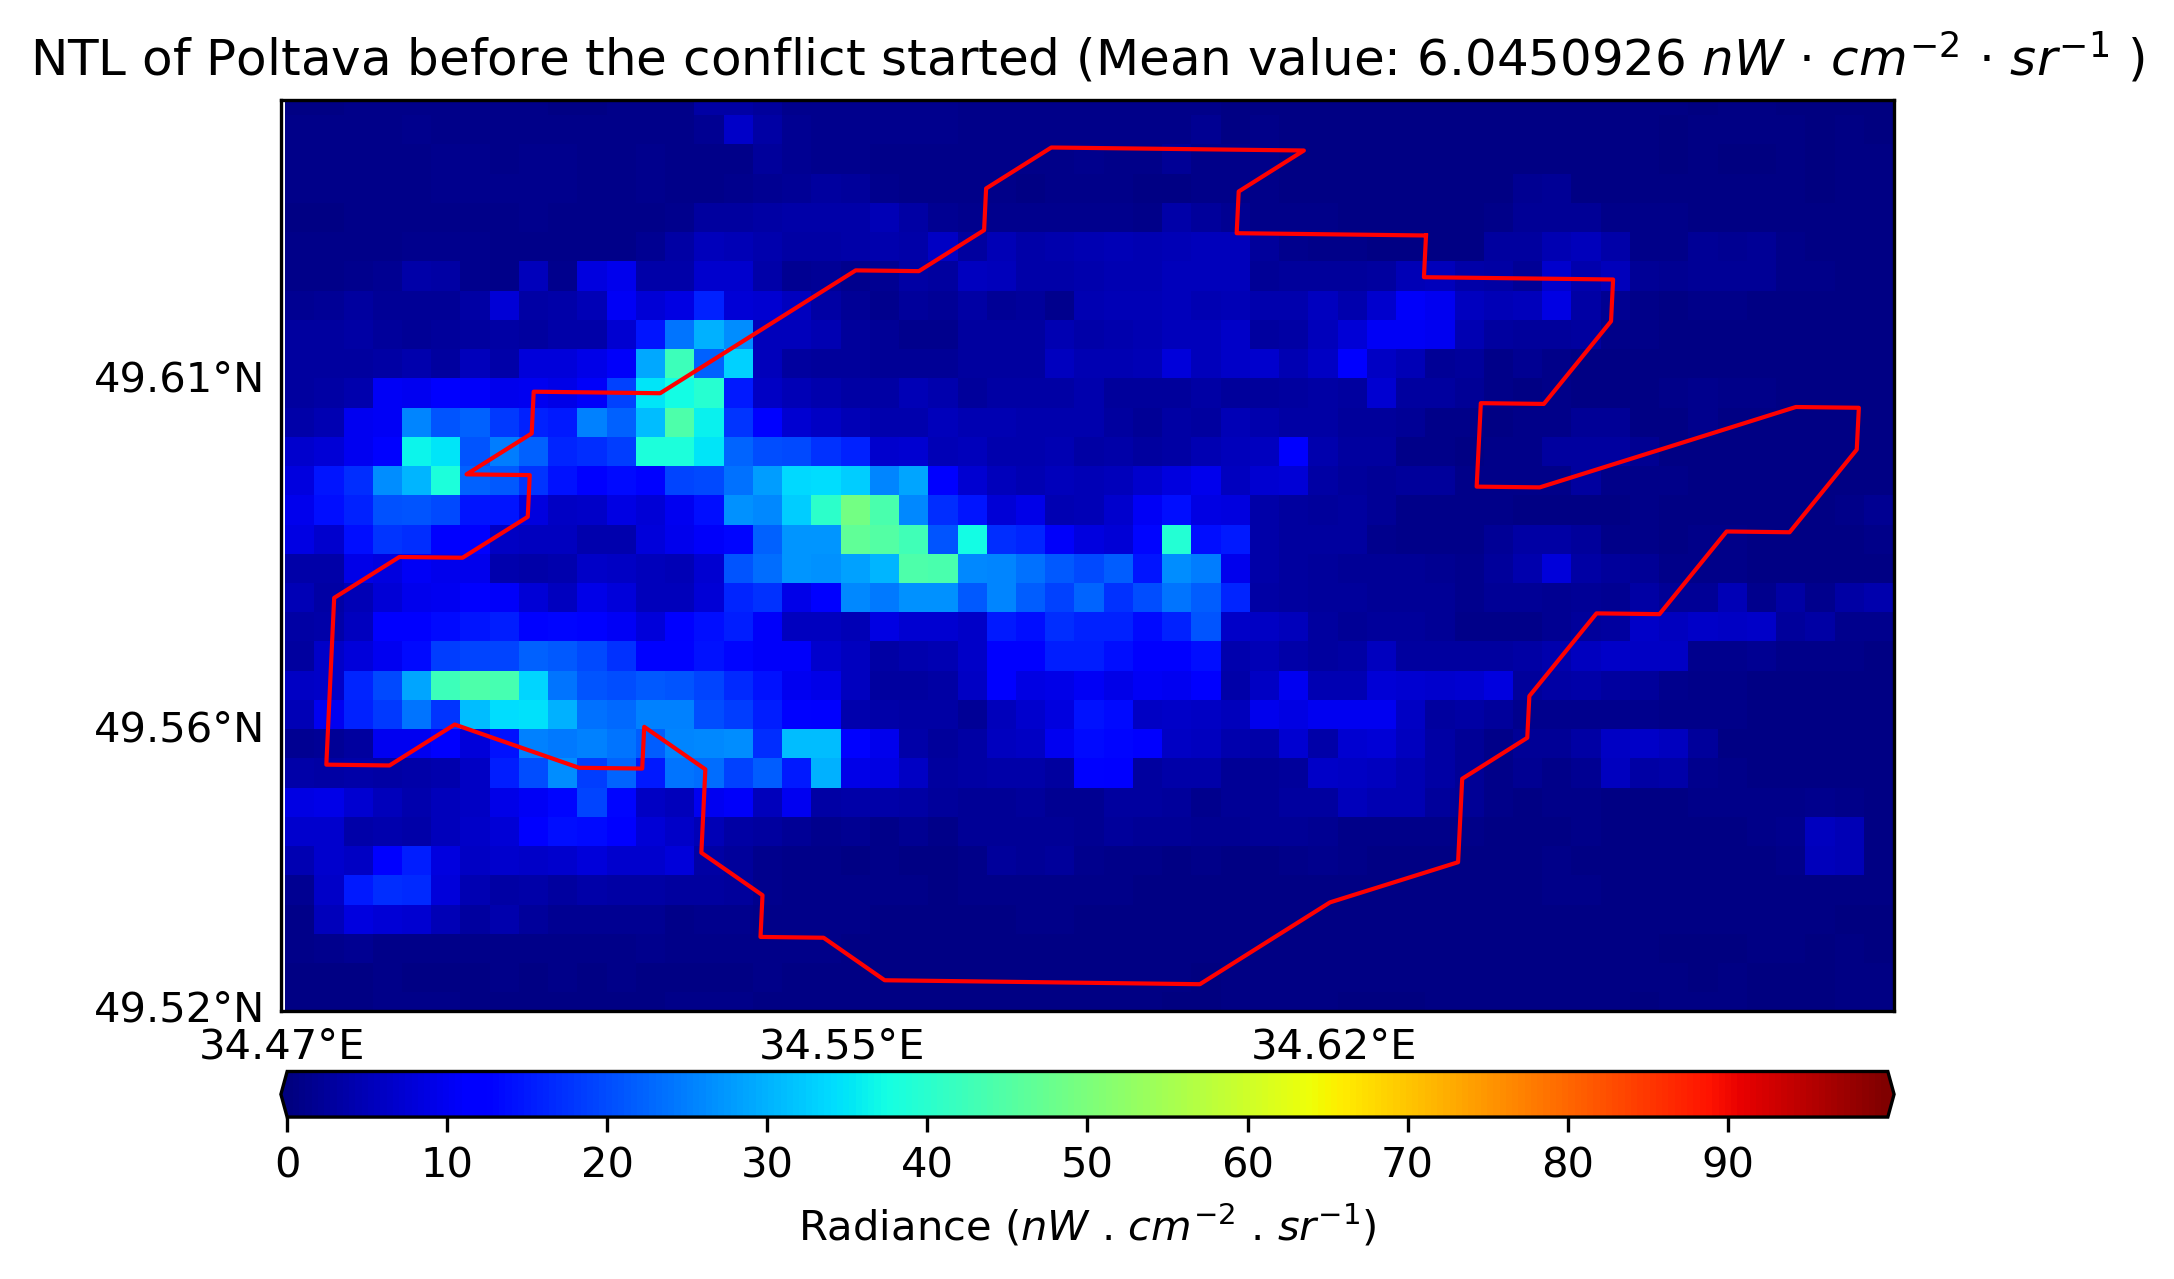 NTL of Poltava before the conflict started (Mean value: 6.0450926 nW · cm⁻² · sr⁻¹ )
49.61°N
49.56°N
49.52°N
34.47°E 34.55°E 34.62°E
0 10 20 30 40 50 60 70 80 90
Radiance (nW . cm⁻² . sr⁻¹)